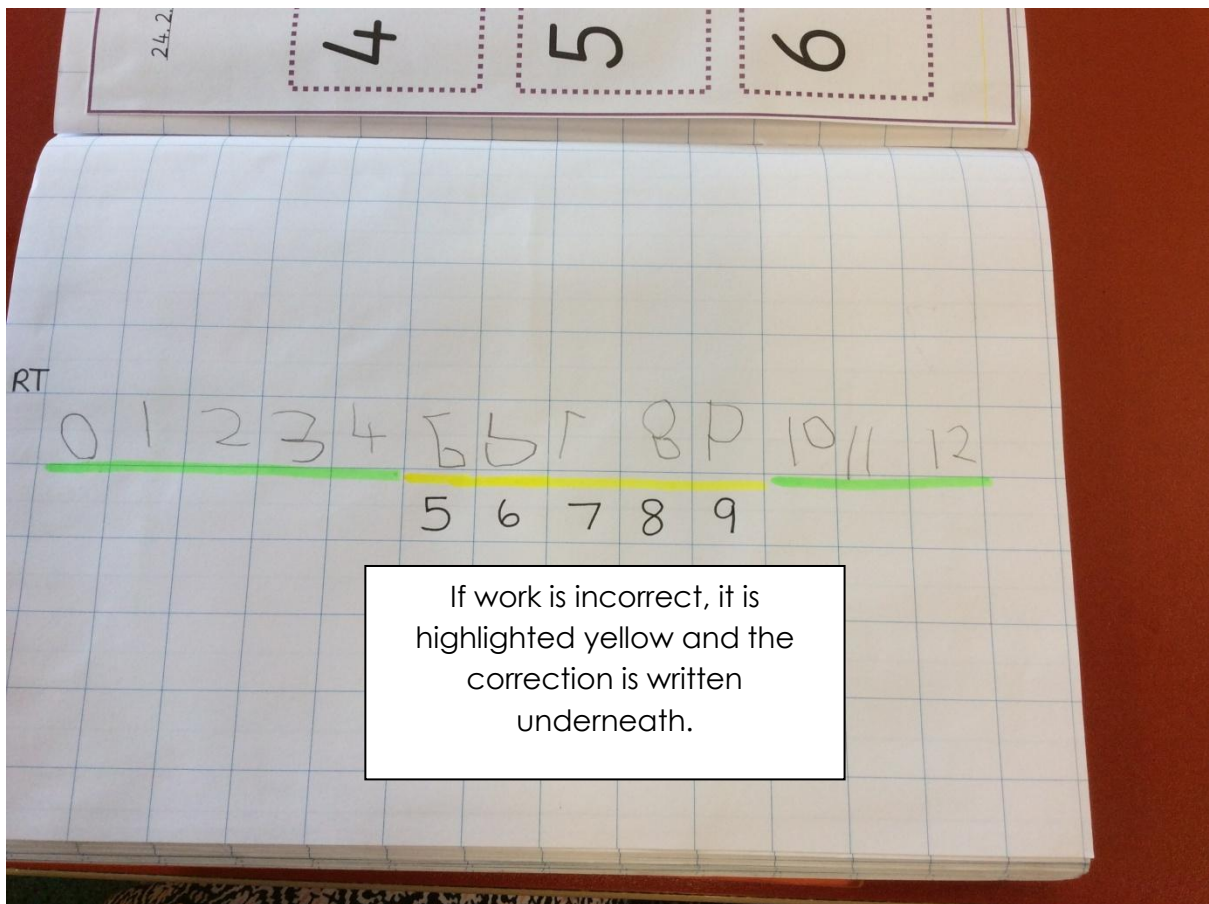 24.2.
4 5 6
RT
0 1 2 3 4 8 10 11 12
5 6 7 8 9
If work is incorrect, it is
highlighted yellow and the
correction is written
underneath.